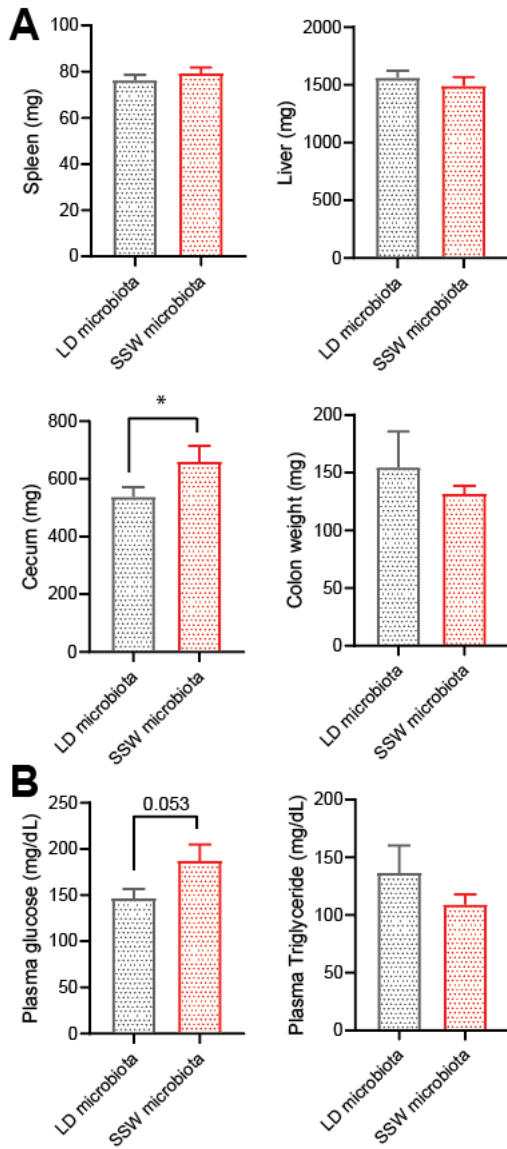 A
Spleen (mg)
100
80
60
40
20
0
LD microbiota
SSW microbiota
Liver (mg)
2000
1500
1000
500
0
LD microbiota
SSW microbiota
Cecum (mg)
800
600
400
200
0
*
LD microbiota
SSW microbiota
Colon weight (mg)
200
150
100
50
0
LD microbiota
SSW microbiota
B
Plasma glucose (mg/dL)
250
200
150
100
50
0
0.053
LD microbiota
SSW microbiota
Plasma Triglyceride (mg/dL)
200
150
100
50
0
LD microbiota
SSW microbiota